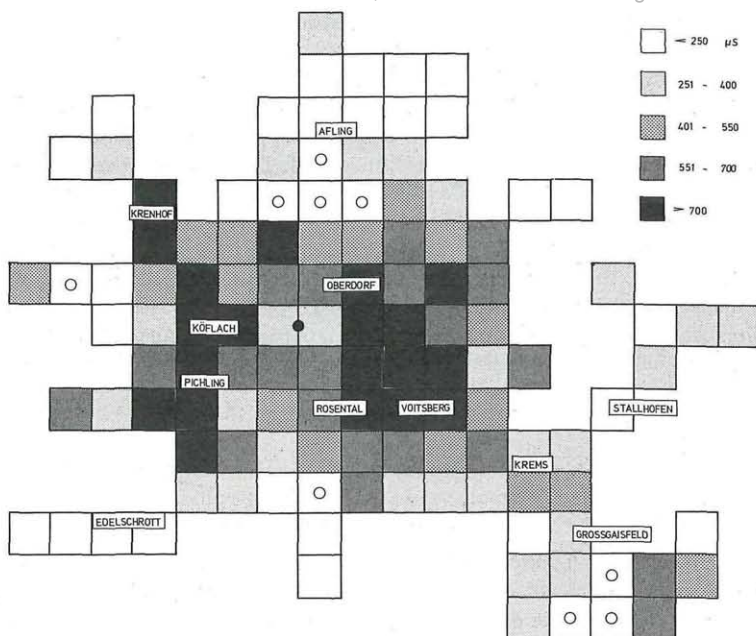 < 250 µS
251 - 400
401 - 550
551 - 700
> 700
AFLING
KRENHOF
OBERDORF
KÖFLACH
PICHLING
ROSENTAL
VOITSBERG
STALLHOFEN
KREMS
EDELSCHROTT
GROSSGAISFELD